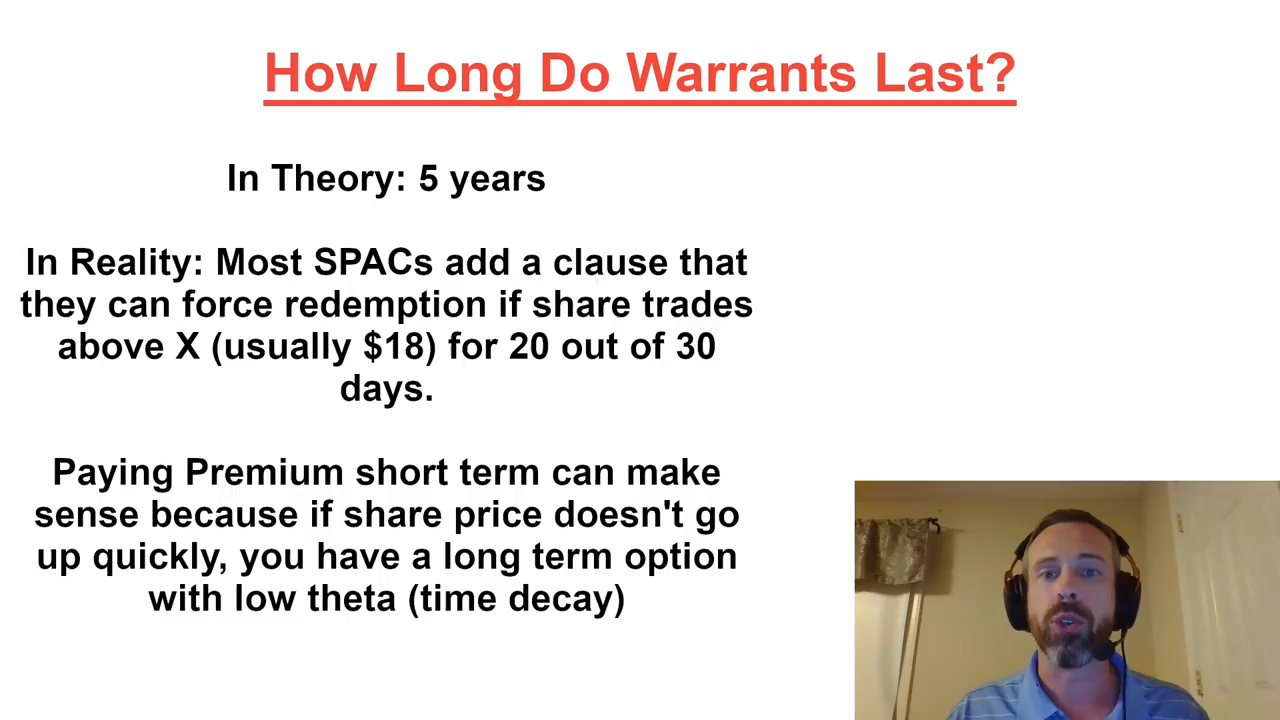 How Long Do Warrants Last?
In Theory: 5 years
In Reality: Most SPACs add a clause that
they can force redemption if share trades
above X (usually $18) for 20 out of 30
days.
Paying Premium short term can make
sense because if share price doesn't go
up quickly, you have a long term option
with low theta (time decay)